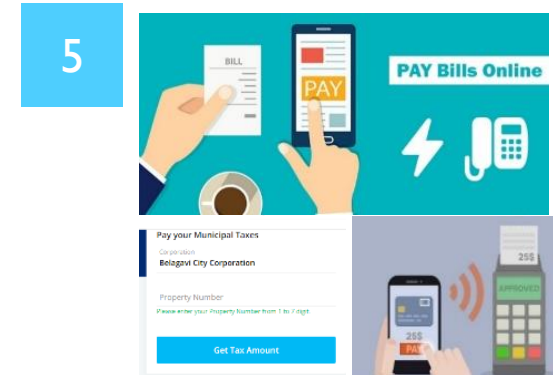 5
BILL
PAY
PAY Bills Online
Pay your Municipal Taxes
Corporation
Belagavi City Corporation
Property Number
Please enter your Property Number from 1 to 7 digit
Get Tax Amount
25$
APPROVED
25$
PAY